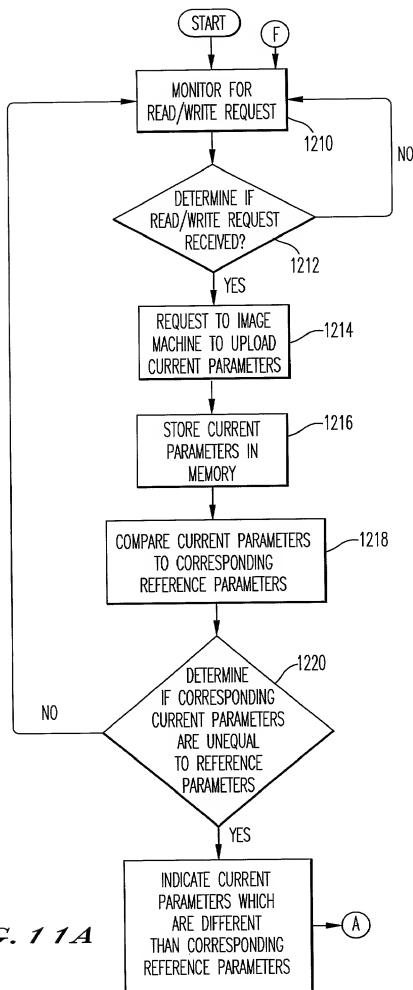 START
F
MONITOR FOR
READ/WRITE REQUEST
1210
NO
DETERMINE IF
READ/WRITE REQUEST
RECEIVED?
1212
YES
REQUEST TO IMAGE
MACHINE TO UPLOAD
CURRENT PARAMETERS
1214
STORE CURRENT
PARAMETERS IN
MEMORY
1216
COMPARE CURRENT PARAMETERS
TO CORRESPONDING
REFERENCE PARAMETERS
1218
DETERMINE
IF CORRESPONDING
CURRENT PARAMETERS
ARE UNEQUAL
TO REFERENCE
PARAMETERS
1220
NO
YES
INDICATE CURRENT
PARAMETERS WHICH
ARE DIFFERENT
THAN CORRESPONDING
REFERENCE PARAMETERS
A
G. 11A